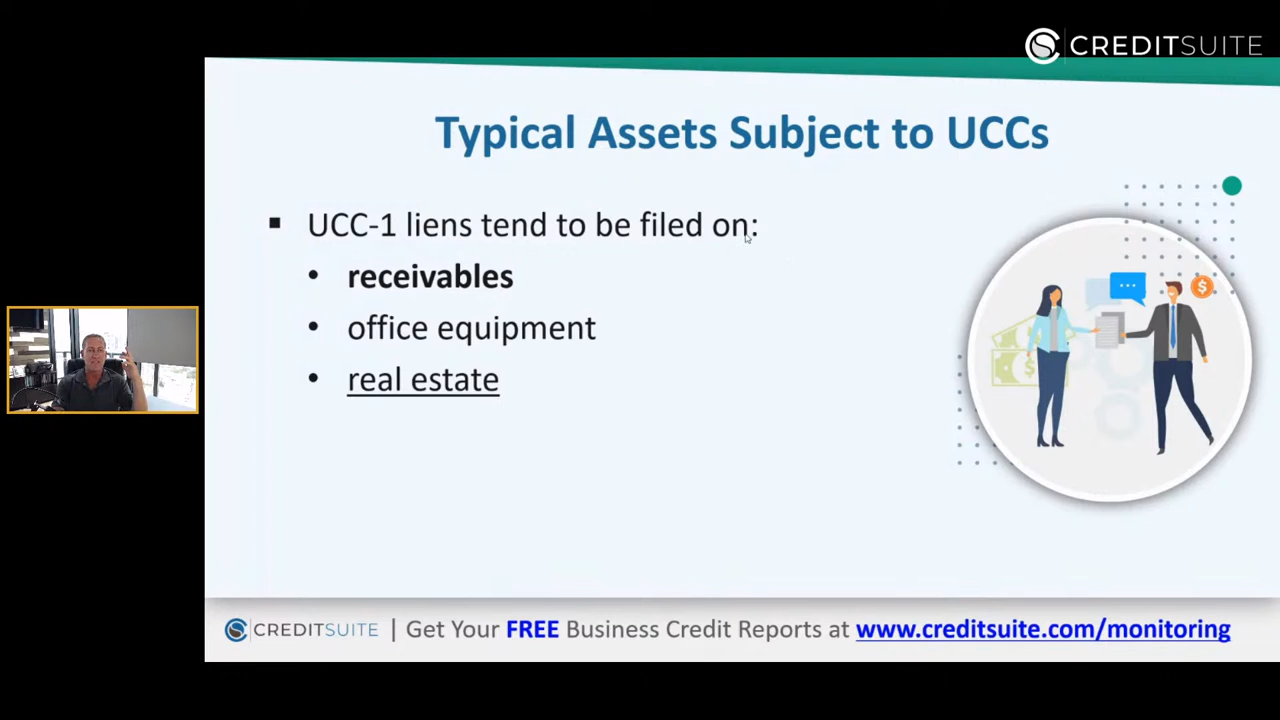 CREDITSUITE
Typical Assets Subject to UCCs
▪ UCC-1 liens tend to be filed on:
• receivables
• office equipment
• real estate
$
$
CREDITSUITE | Get Your FREE Business Credit Reports at www.creditsuite.com/monitoring